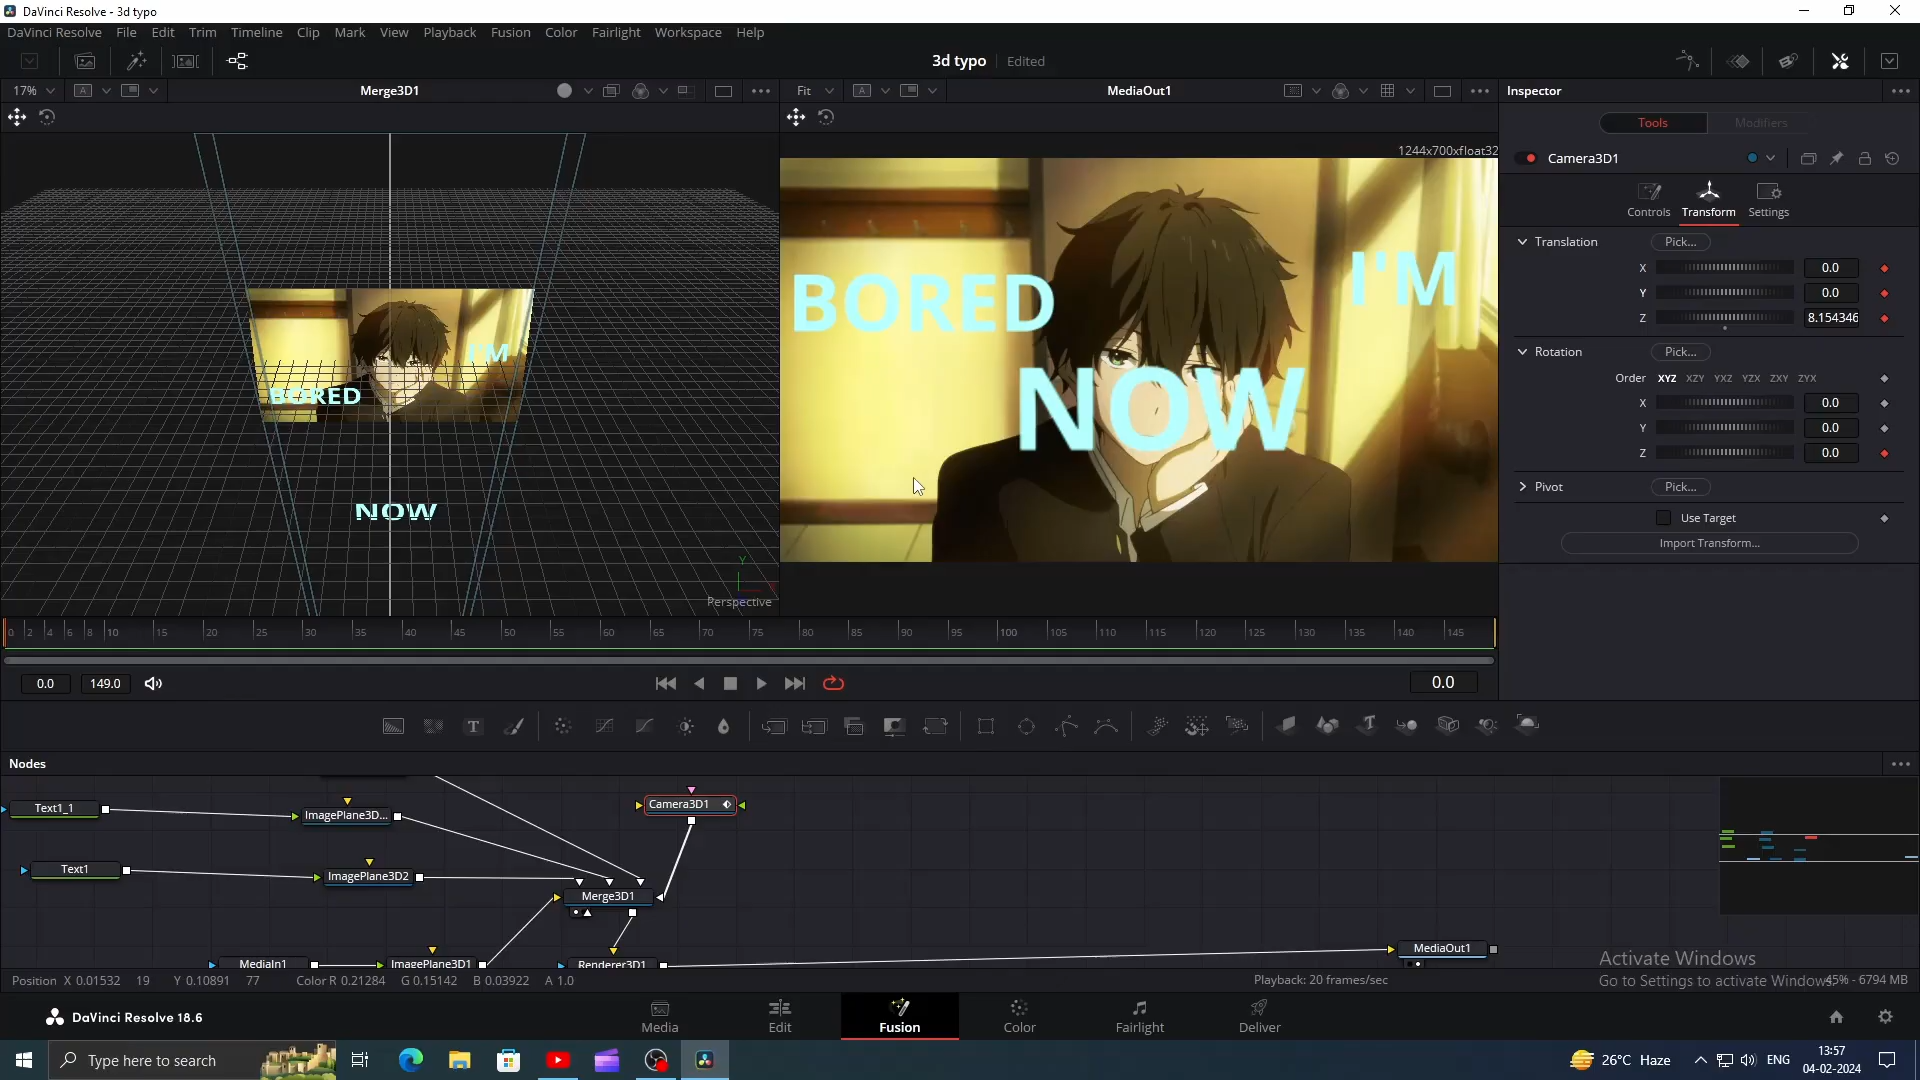 DaVinci Resolve - 3d typo
DaVinci Resolve File Edit Trim Timeline Clip Mark View Playback Fusion Color Fairlight Workspace Help
3d typo Edited
17% A Merge3D1
Fit A MediaOut1
Inspector
Tools Modifiers
1244x700xfloat32
Camera3D1
Controls Transform Settings
Translation Pick...
X 0.0
Y 0.0
Z 8.154346
Rotation Pick...
Order XYZ XZY YXZ YZX ZXY ZYX
X 0.0
Y 0.0
Z 0.0
Pivot Pick...
Use Target
Import Transform...
I'M
BORED
NOW
Y
Perspective
BORED
I'M
NOW
0 2 4 6 8 10 15 20 25 30 35 40 45 50 55 60 65 70 75 80 85 90 95 100 105 110 115 120 125 130 135 140 145
0.0 149.0 0.0
Nodes
Text1_1 ImagePlane3D... Camera3D1
Text1 ImagePlane3D2
Merge3D1
MediaIn1 ImagePlane3D1 Renderer3D1 MediaOut1
Activate Windows
Go to Settings to activate Windows.
Position X 0.01532 19 Y 0.10891 77 Color R 0.21284 G 0.15142 B 0.03922 A 1.0 Playback: 20 frames/sec 45% - 6794 MB
DaVinci Resolve 18.6
Media Edit Fusion Color Fairlight Deliver
Type here to search
26°C Haze ENG
13:57
04-02-2024